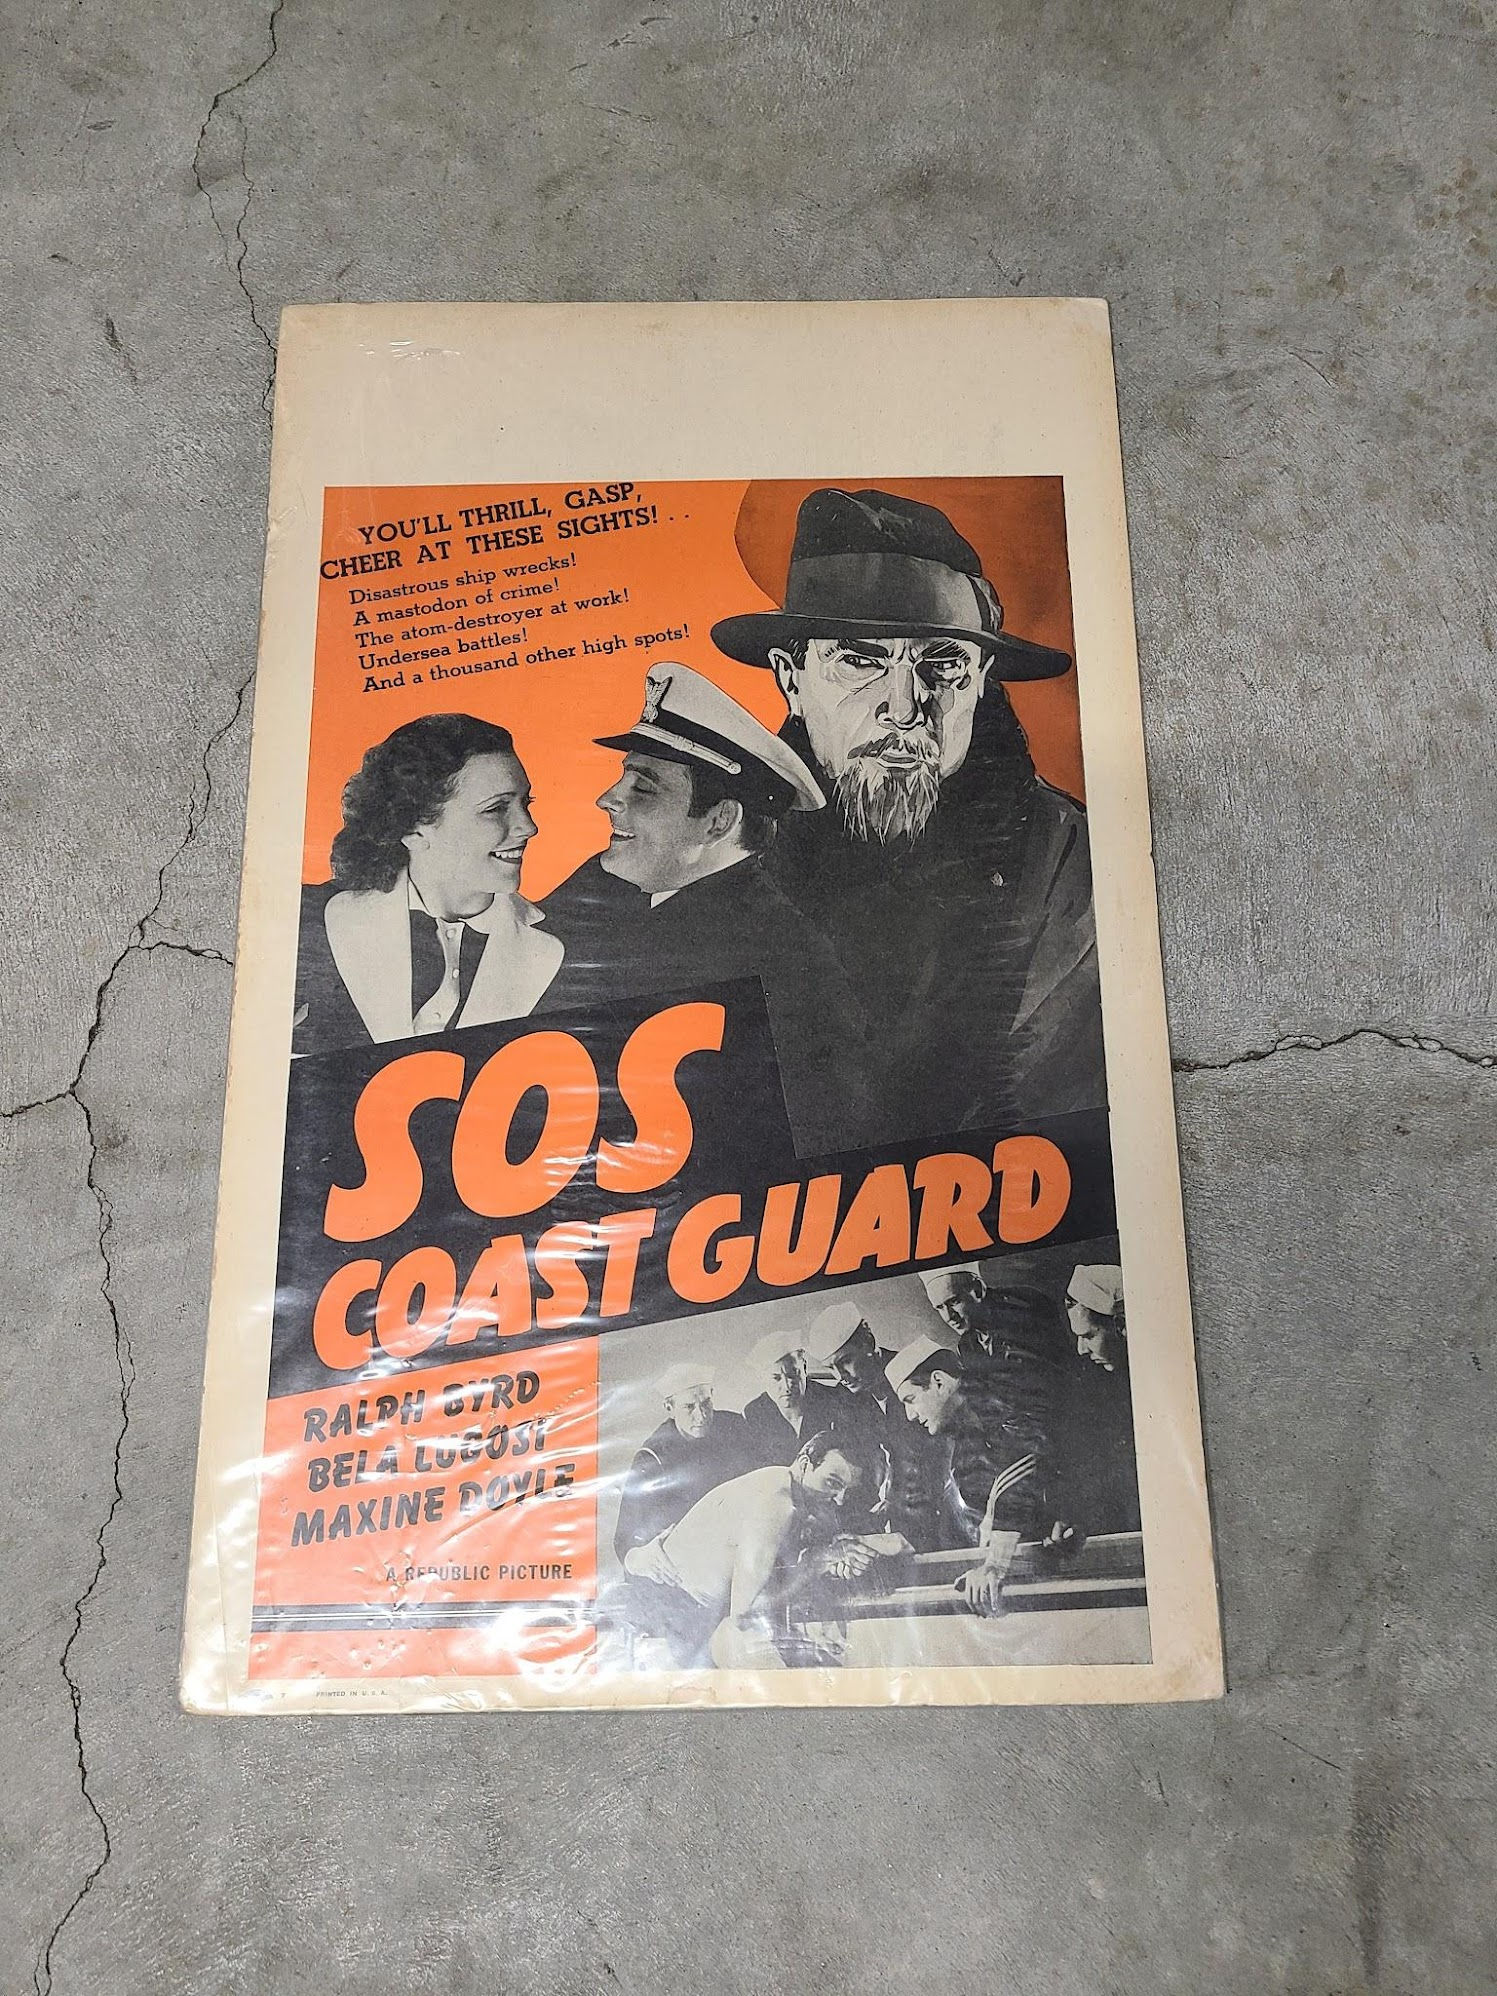 YOU'LL THRILL, GASP,
CHEER AT THESE SIGHTS! . .
Disastrous ship wrecks!
A mastodon of crime!
The atom-destroyer at work!
Undersea battles!
And a thousand other high spots!
SOS
COAST GUARD
RALPH BYRD
BELA LUGOSI
MAXINE DOYLE
A REPUBLIC PICTURE
PRINTED IN U. S. A.